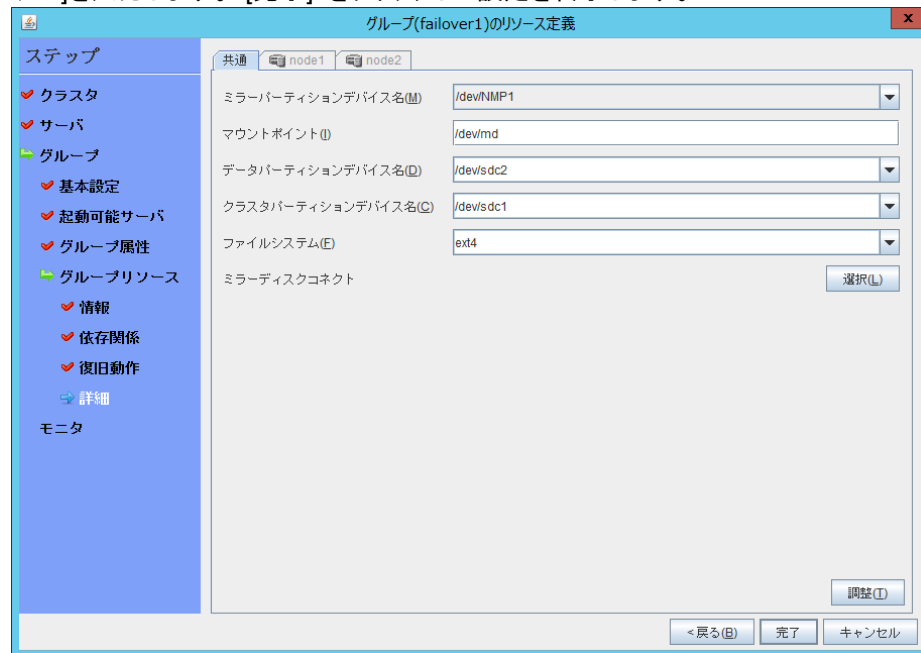 グループ(failover1)のリソース定義
x
ステップ
クラスタ
サーバ
グループ
基本設定
起動可能サーバ
グループ属性
グループリソース
情報
依存関係
復旧動作
詳細
モニタ
共通 node1 node2
ミラーパーティションデバイス名(M) /dev/NMP1
マウントポイント(I) /dev/md
データパーティションデバイス名(D) /dev/sdc2
クラスタパーティションデバイス名(C) /dev/sdc1
ファイルシステム(F) ext4
ミラーディスクコネクト 選択(L)
調整(T)
<戻る(B) 完了 キャンセル